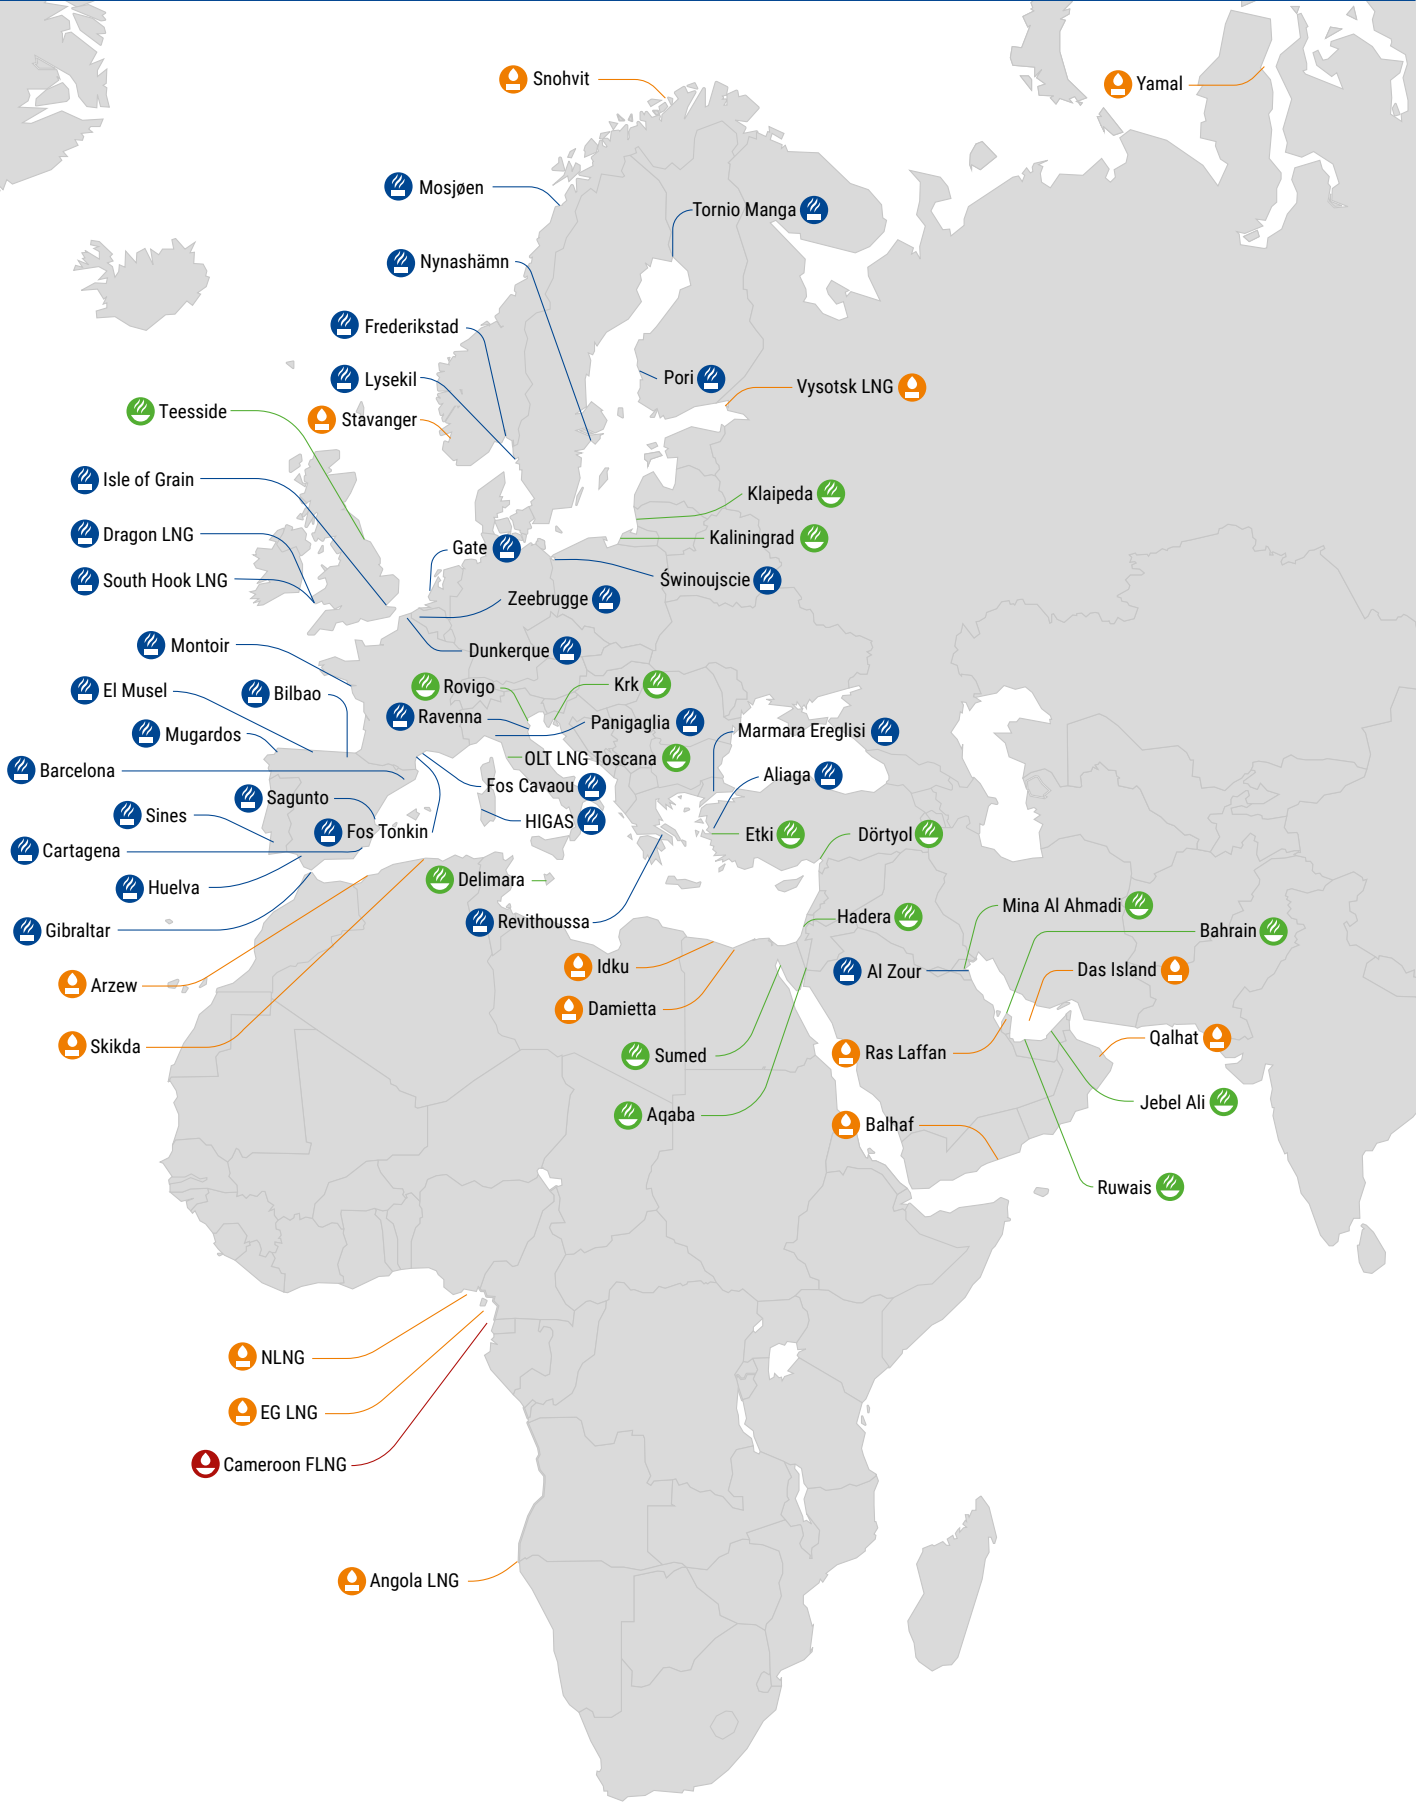 Snohvit
Yamal
Mosjøen
Tornio Manga
Nynashämn
Frederikstad
Lysekil
Pori
Vysotsk LNG
Teesside
Stavanger
Isle of Grain
Klaipeda
Dragon LNG
Kaliningrad
Gate
South Hook LNG
Świnoujscie
Zeebrugge
Montoir
Dunkerque
El Musel
Bilbao
Rovigo
Krk
Ravenna
Panigaglia
Mugardos
Marmara Ereglisi
OLT LNG Toscana
Barcelona
Aliaga
Fos Cavaou
Sagunto
Sines
HIGAS
Fos Tonkin
Etki
Dörtyol
Cartagena
Delimara
Huelva
Mina Al Ahmadi
Hadera
Revithoussa
Gibraltar
Bahrain
Idku
Al Zour
Das Island
Arzew
Damietta
Qalhat
Skikda
Sumed
Ras Laffan
Jebel Ali
Aqaba
Balhaf
Ruwais
NLNG
EG LNG
Cameroon FLNG
Angola LNG